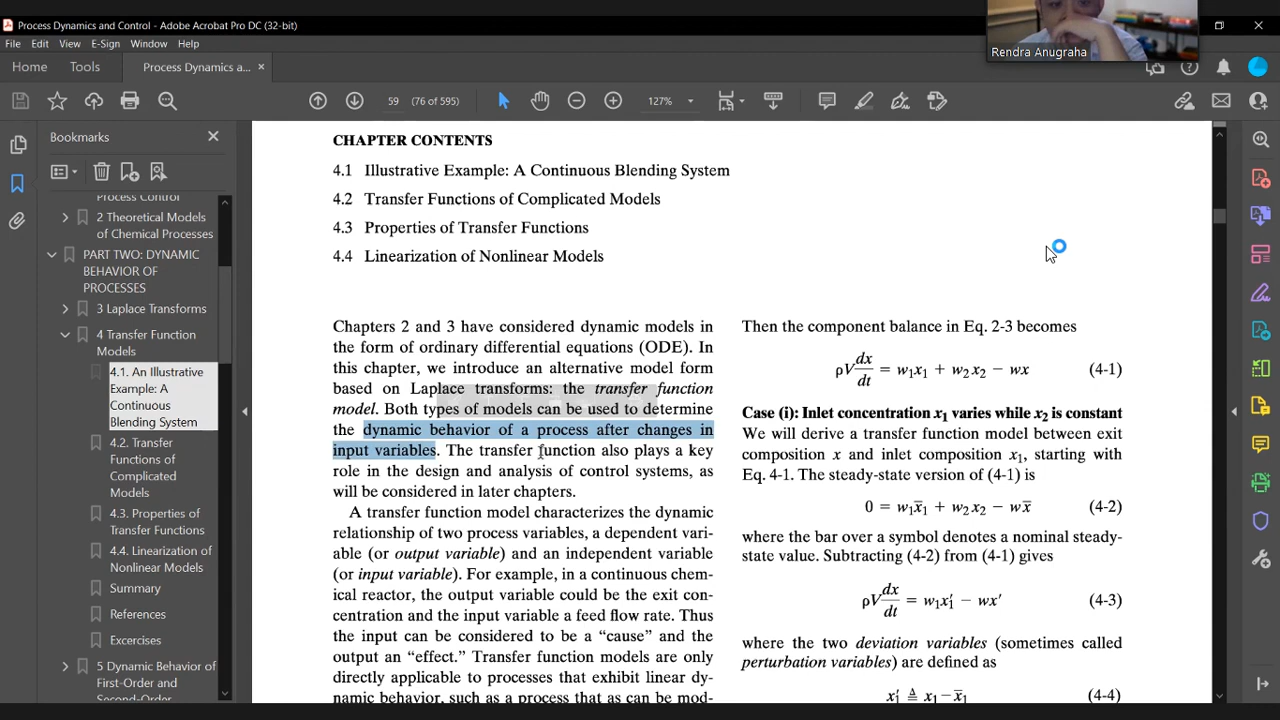 Process Dynamics and Control - Adobe Acrobat Pro DC (32-bit)
File Edit View E-Sign Window Help
Rendra Anugraha
Home Tools Process Dynamics a... ×
59 (76 of 595) 127%
Bookmarks
Process Control
2 Theoretical Models
of Chemical Processes
PART TWO: DYNAMIC
BEHAVIOR OF
PROCESSES
3 Laplace Transforms
4 Transfer Function
Models
4.1. An Illustrative
Example: A
Continuous
Blending System
4.2. Transfer
Functions of
Complicated
Models
4.3. Properties of
Transfer Functions
4.4. Linearization of
Nonlinear Models
Summary
References
Excercises
5 Dynamic Behavior of
First-Order and
Second-Order
CHAPTER CONTENTS
4.1 Illustrative Example: A Continuous Blending System
4.2 Transfer Functions of Complicated Models
4.3 Properties of Transfer Functions
4.4 Linearization of Nonlinear Models
Chapters 2 and 3 have considered dynamic models in
the form of ordinary differential equations (ODE). In
this chapter, we introduce an alternative model form
based on Laplace transforms: the transfer function
model. Both types of models can be used to determine
the dynamic behavior of a process after changes in
input variables. The transfer function also plays a key
role in the design and analysis of control systems, as
will be considered in later chapters.
A transfer function model characterizes the dynamic
relationship of two process variables, a dependent vari-
able (or output variable) and an independent variable
(or input variable). For example, in a continuous chem-
ical reactor, the output variable could be the exit con-
centration and the input variable a feed flow rate. Thus
the input can be considered to be a “cause” and the
output an “effect.” Transfer function models are only
directly applicable to processes that exhibit linear dy-
namic behavior, such as a process that as can be mod-
Then the component balance in Eq. 2-3 becomes
ρV dx/dt = w₁x₁ + w₂x₂ − wx (4-1)
Case (i): Inlet concentration x₁ varies while x₂ is constant
We will derive a transfer function model between exit
composition x and inlet composition x₁, starting with
Eq. 4-1. The steady-state version of (4-1) is
0 = w₁x̄₁ + w₂x₂ − wx̄ (4-2)
where the bar over a symbol denotes a nominal steady-
state value. Subtracting (4-2) from (4-1) gives
ρV dx/dt = w₁x₁′ − wx′ (4-3)
where the two deviation variables (sometimes called
perturbation variables) are defined as
x₁′ ≜ x₁ − x̄₁ (4-4)